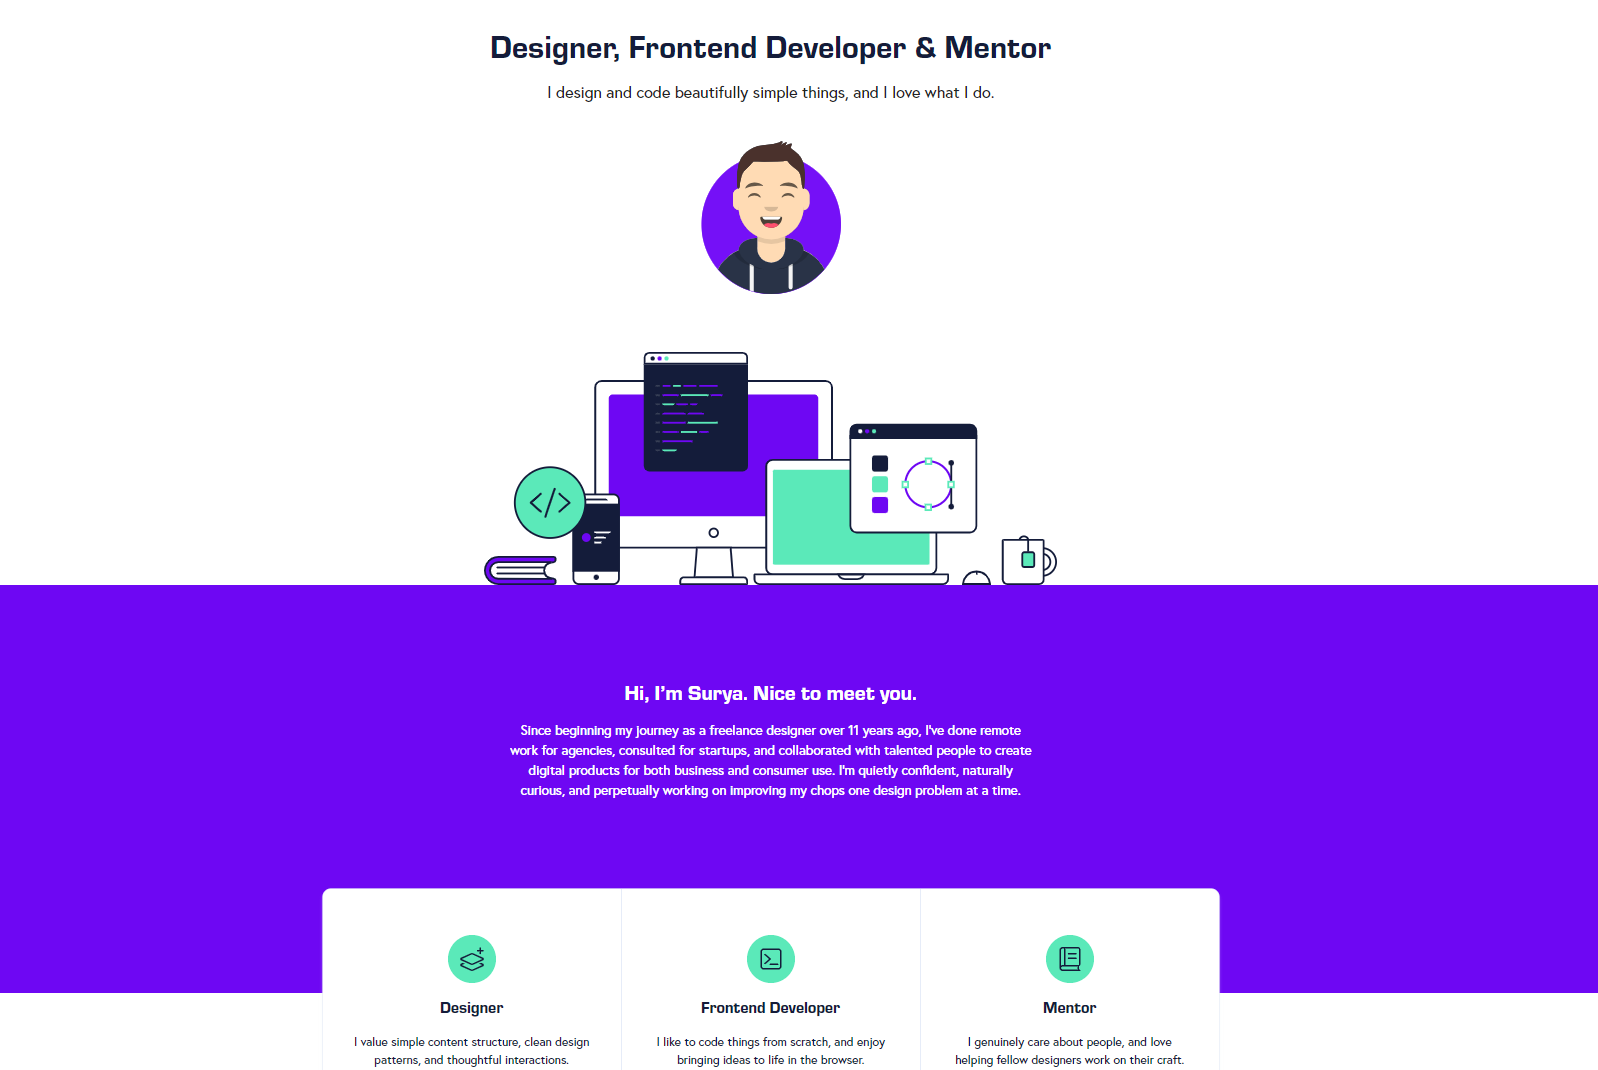 Designer, Frontend Developer & Mentor
I design and code beautifully simple things, and I love what I do.
</>
Hi, I’m Surya. Nice to meet you.
Since beginning my journey as a freelance designer over 11 years ago, I've done remote
work for agencies, consulted for startups, and collaborated with talented people to create
digital products for both business and consumer use. I'm quietly confident, naturally
curious, and perpetually working on improving my chops one design problem at a time.
Designer
I value simple content structure, clean design
patterns, and thoughtful interactions.
Frontend Developer
I like to code things from scratch, and enjoy
bringing ideas to life in the browser.
Mentor
I genuinely care about people, and love
helping fellow designers work on their craft.